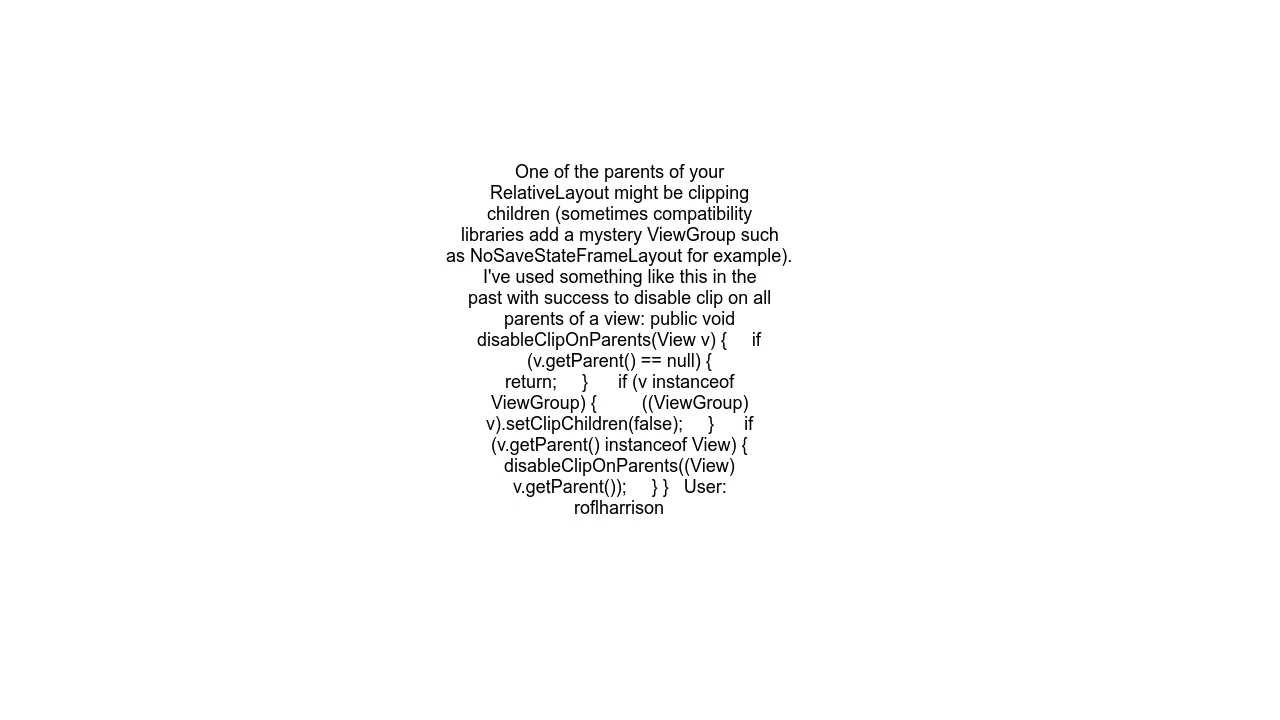 One of the parents of your
RelativeLayout might be clipping
children (sometimes compatibility
libraries add a mystery ViewGroup such
as NoSaveStateFrameLayout for example).
I've used something like this in the
past with success to disable clip on all
parents of a view: public void
disableClipOnParents(View v) {     if
(v.getParent() == null) {
return;     }      if (v instanceof
ViewGroup) {         ((ViewGroup)
v).setClipChildren(false);     }      if
(v.getParent() instanceof View) {
disableClipOnParents((View)
v.getParent());     } }   User:
roflharrison